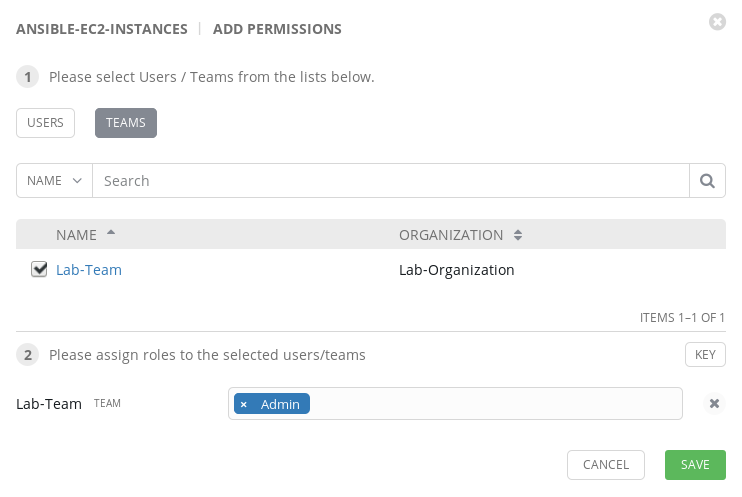 ANSIBLE-EC2-INSTANCES | ADD PERMISSIONS
1 Please select Users / Teams from the lists below.
USERS TEAMS
NAME Search
NAME ORGANIZATION
Lab-Team Lab-Organization
ITEMS 1–1 OF 1
2 Please assign roles to the selected users/teams KEY
Lab-Team TEAM × Admin
CANCEL SAVE